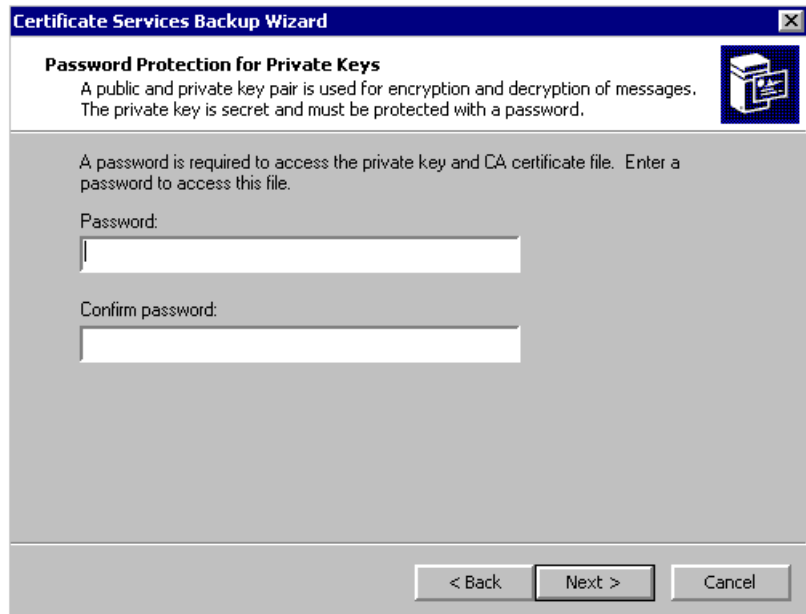 Certificate Services Backup Wizard
Password Protection for Private Keys
A public and private key pair is used for encryption and decryption of messages.
The private key is secret and must be protected with a password.
A password is required to access the private key and CA certificate file.  Enter a
password to access this file.
Password:
Confirm password:
< Back
Next >
Cancel